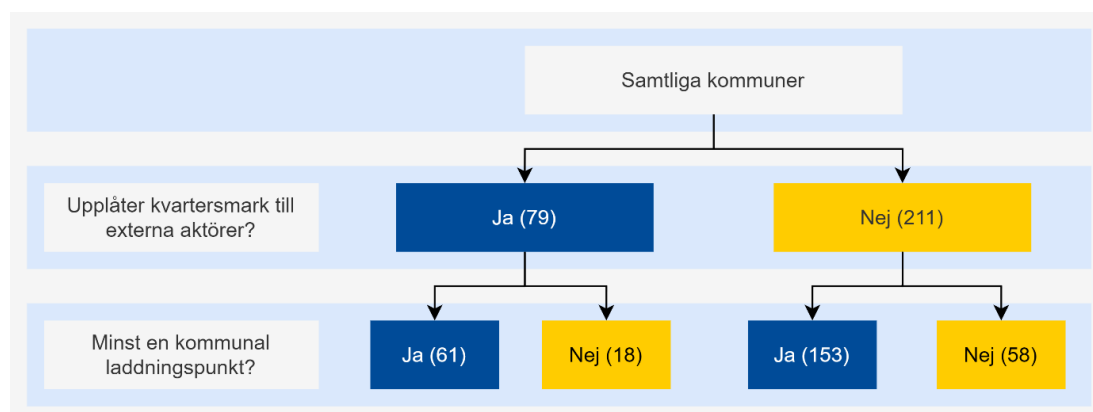 Samtliga kommuner
Upplåter kvartersmark till
externa aktörer?
Ja (79)
Nej (211)
Minst en kommunal
laddningspunkt?
Ja (61)
Nej (18)
Ja (153)
Nej (58)